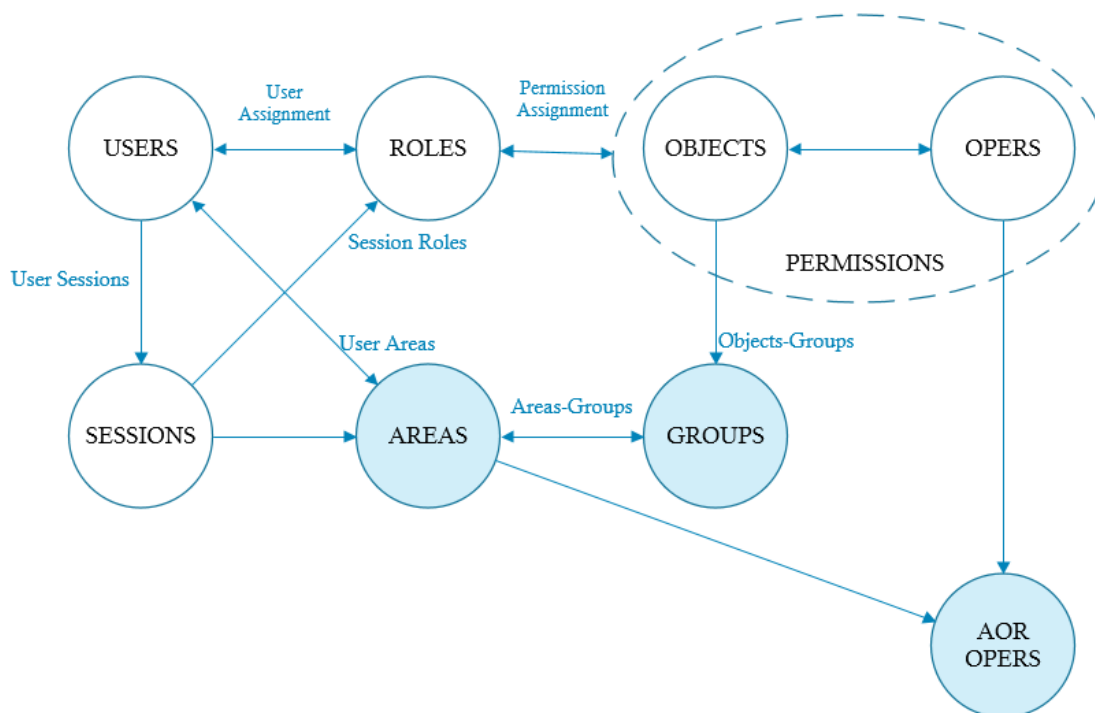 User
Assignment
Permission
Assignment
USERS
ROLES
OBJECTS
OPERS
Session Roles
User Sessions
PERMISSIONS
User Areas
Objects-Groups
Areas-Groups
SESSIONS
AREAS
GROUPS
AOR
OPERS